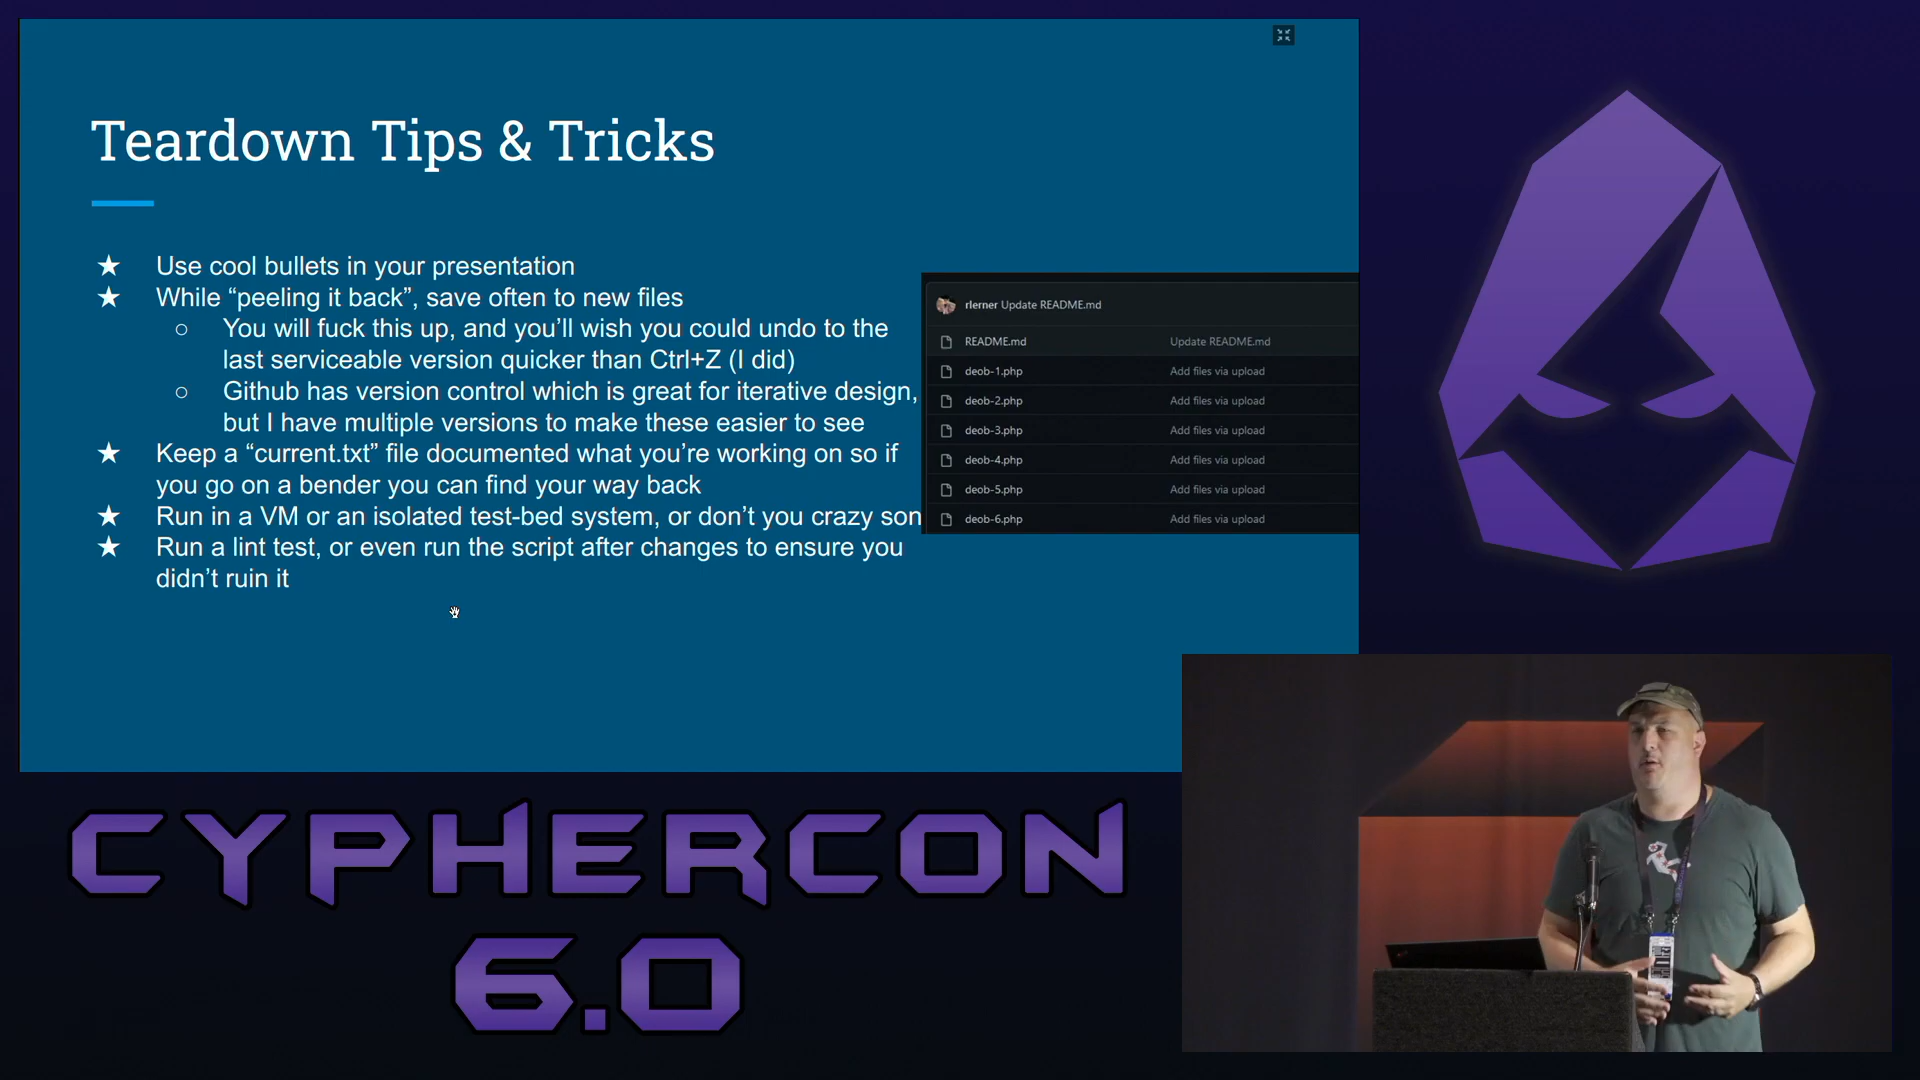 Teardown Tips & Tricks
★ Use cool bullets in your presentation
★ While “peeling it back”, save often to new files
○ You will fuck this up, and you’ll wish you could undo to the
last serviceable version quicker than Ctrl+Z (I did)
○ Github has version control which is great for iterative design,
but I have multiple versions to make these easier to see
★ Keep a “current.txt” file documented what you’re working on so if
you go on a bender you can find your way back
★ Run in a VM or an isolated test-bed system, or don’t you crazy son
★ Run a lint test, or even run the script after changes to ensure you
didn’t ruin it
rlerner Update README.md
README.md Update README.md
deob-1.php Add files via upload
deob-2.php Add files via upload
deob-3.php Add files via upload
deob-4.php Add files via upload
deob-5.php Add files via upload
deob-6.php Add files via upload
CYPHERCON
6.0